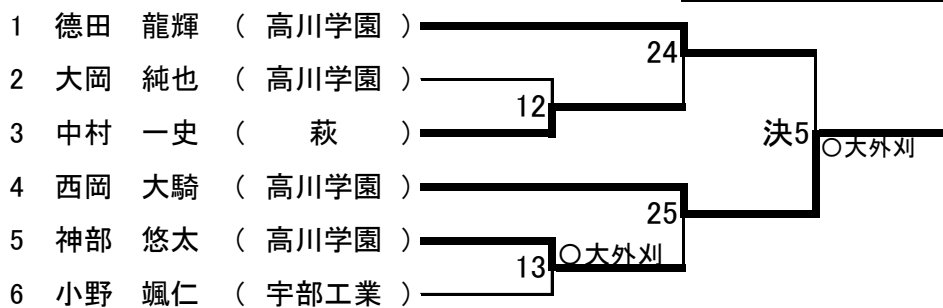 1 德田 龍輝 ( 高川学園 )
24
2 大岡 純也 ( 高川学園 )
12
3 中村 一史 ( 萩 )
決5
○大外刈
4 西岡 大騎 ( 高川学園 )
25
5 神部 悠太 ( 高川学園 )
○大外刈
13
6 小野 颯仁 ( 宇部工業 )